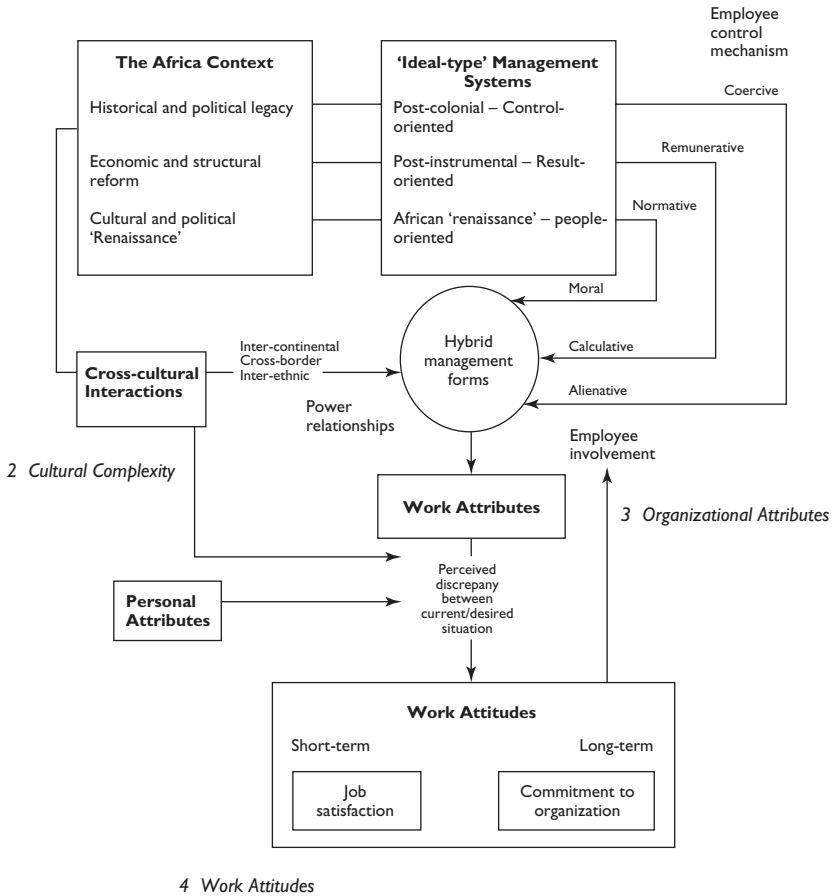 Employee
control
mechanism
The Africa Context
Historical and political legacy
Economic and structural
reform
Cultural and political
‘Renaissance’
‘Ideal-type’ Management
Systems
Post-colonial – Control-
oriented
Post-instrumental – Result-
oriented
African ‘renaissance’ – people-
oriented
Coercive
Remunerative
Normative
Moral
Calculative
Alienative
Hybrid
management
forms
Cross-cultural
Interactions
Inter-continental
Cross-border
Inter-ethnic
Power
relationships
Employee
involvement
2 Cultural Complexity
3 Organizational Attributes
Work Attributes
Perceived
discrepany
between
current/desired
situation
Personal
Attributes
Work Attitudes
Short-term
Long-term
Job
satisfaction
Commitment to
organization
4 Work Attitudes